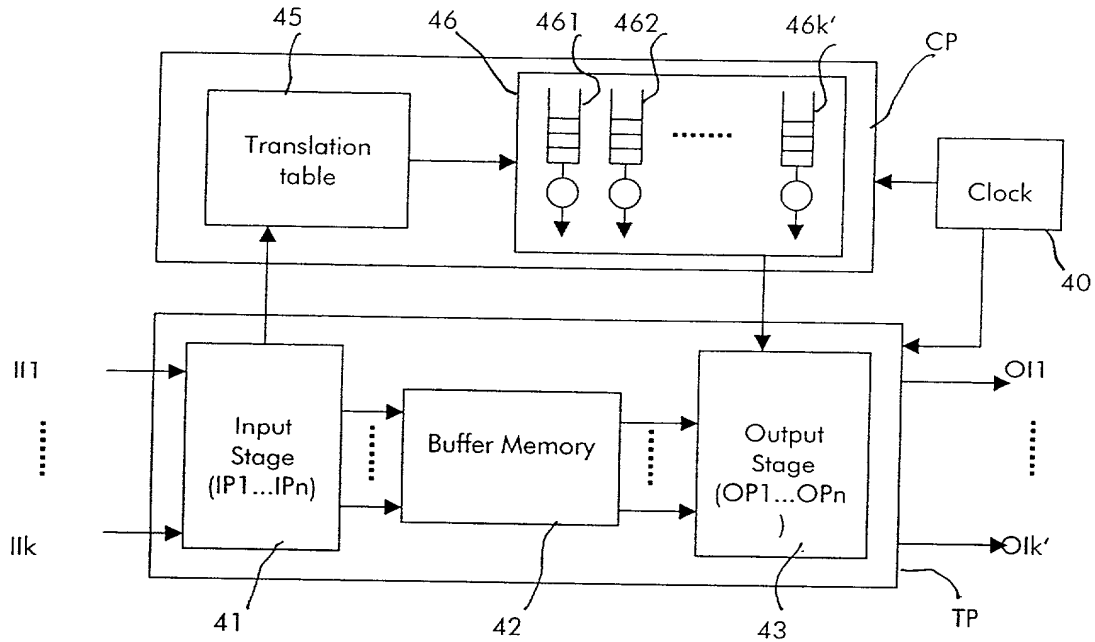 45
46
461
462
46k'
CP
Translation
table
Clock
40
II1
OI1
Input
Stage
(IP1...IPn)
Buffer Memory
Output
Stage
(OP1...OPn
)
IIk
OIk'
41
42
43
TP